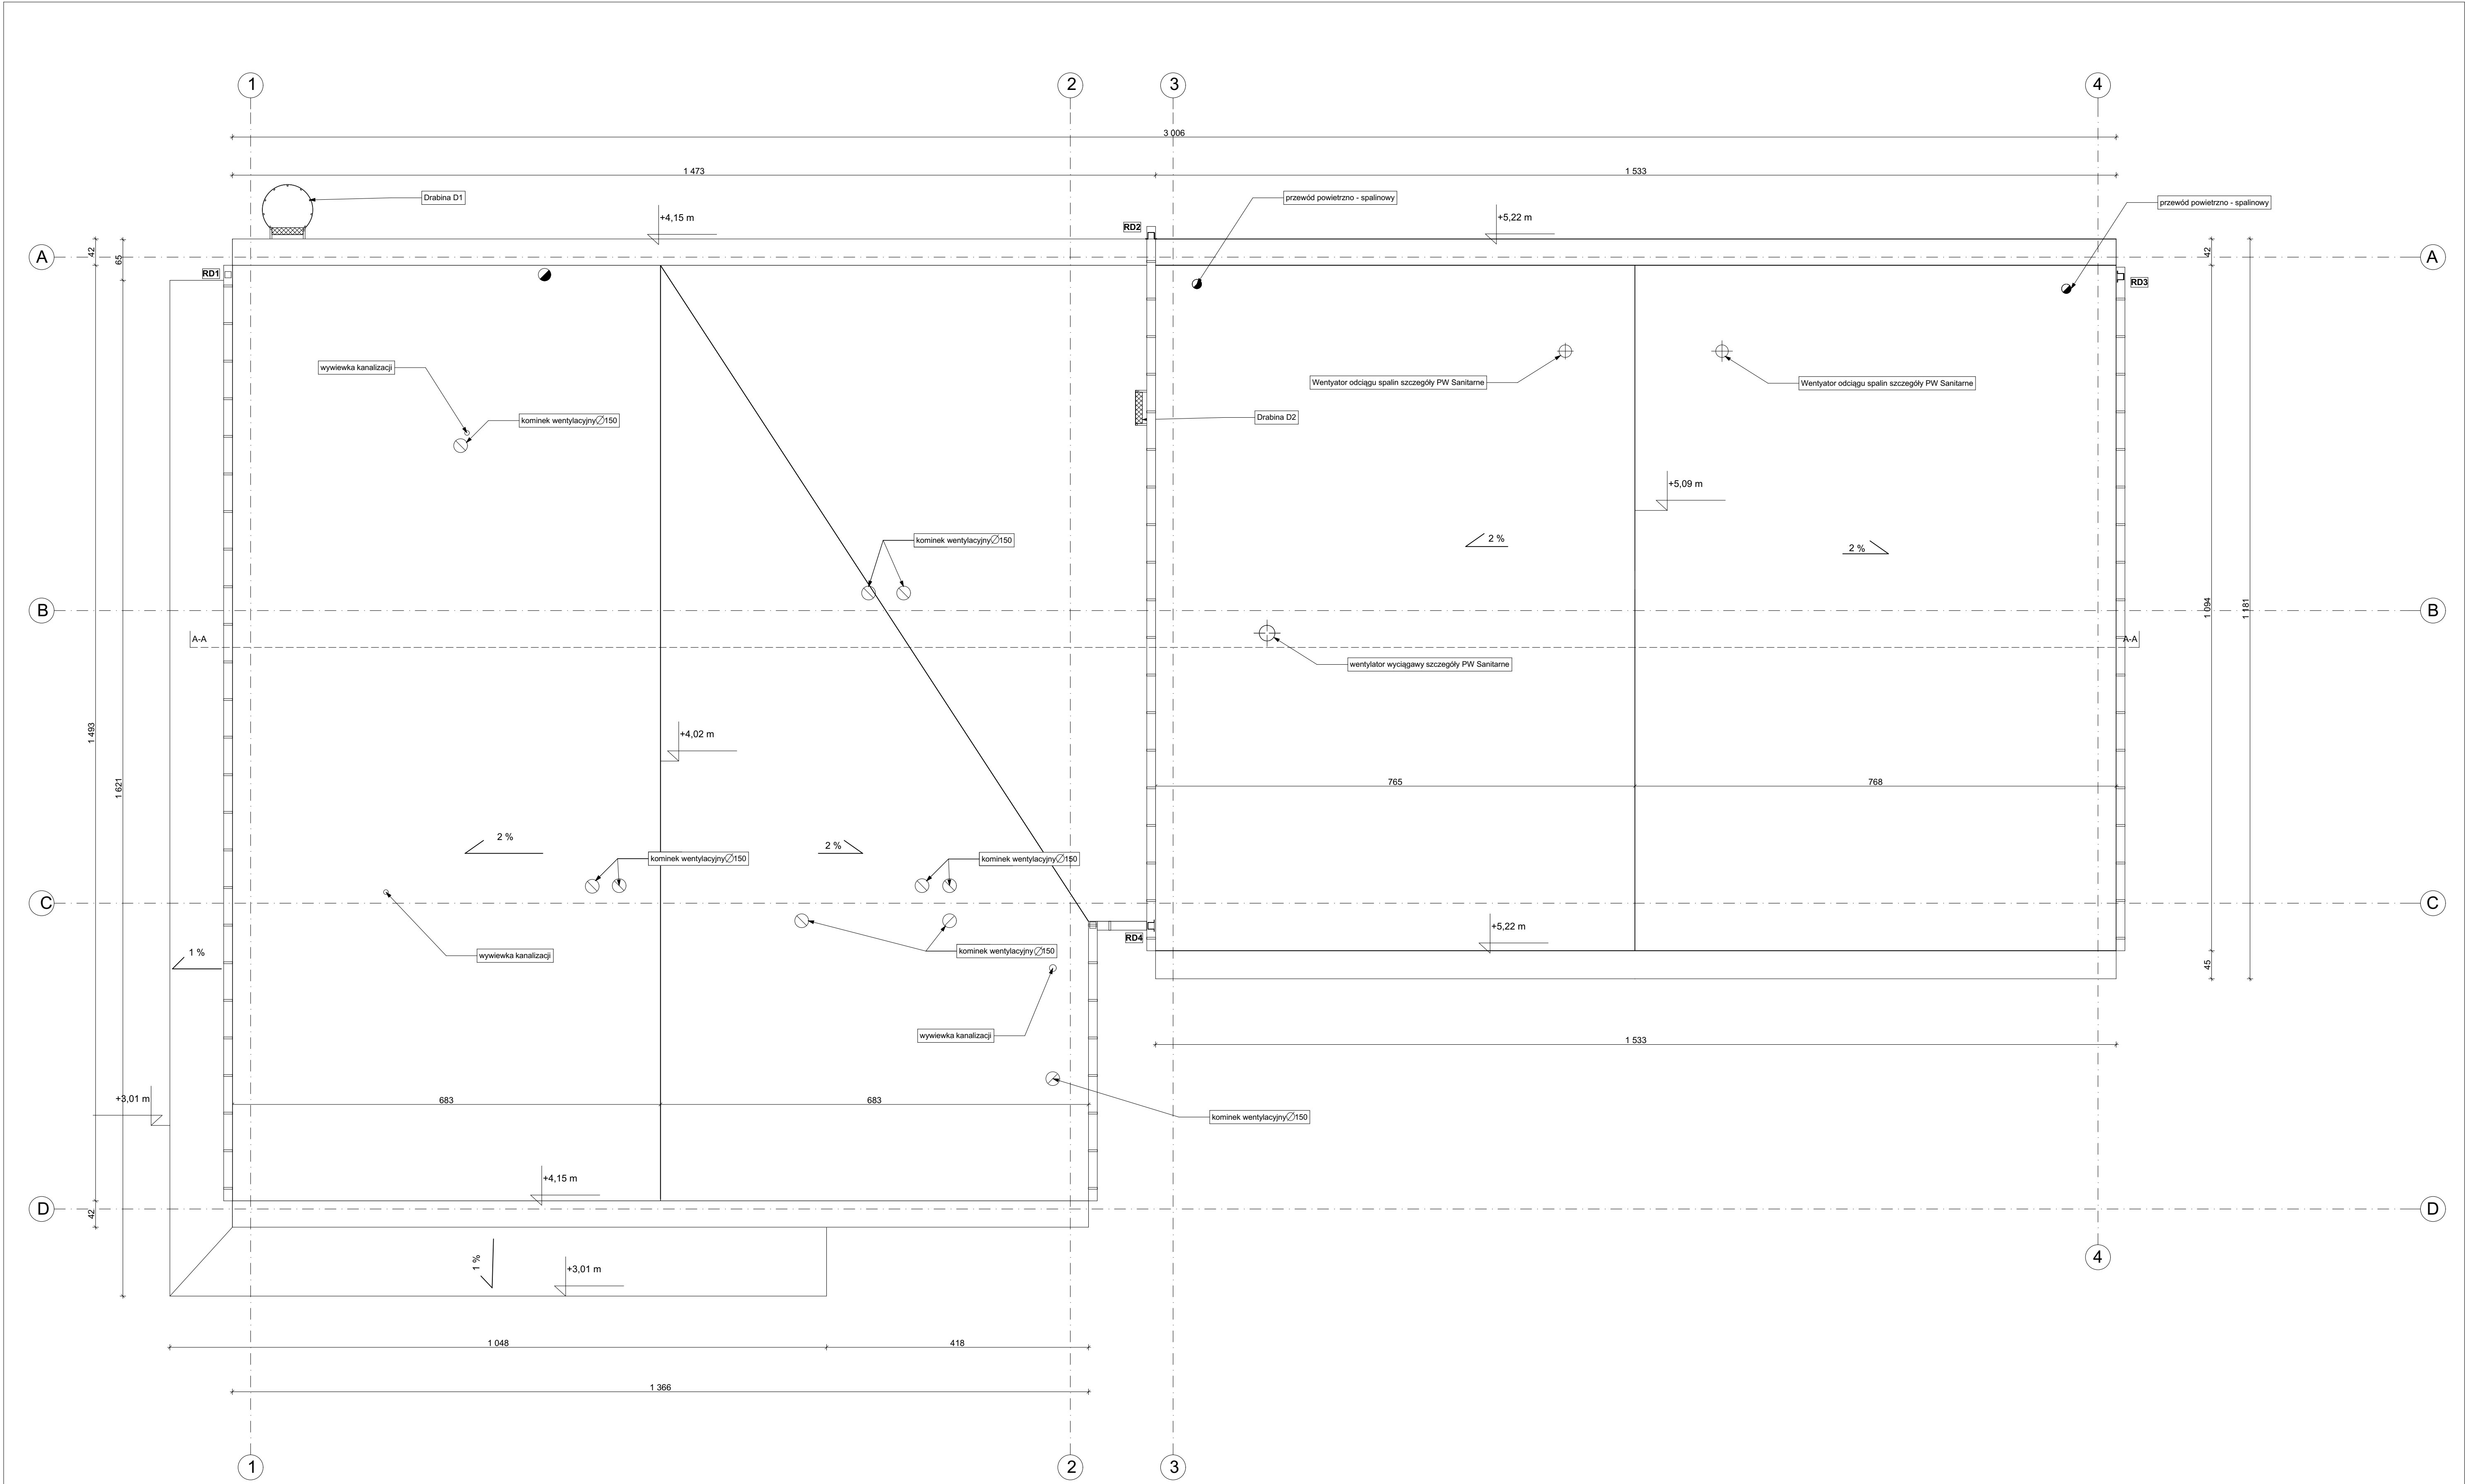 1
2
3
4
3 006
1 473
1 533
Drabina D1
przewód powietrzno - spalinowy
przewód powietrzno - spalinowy
+4,15 m
+5,22 m
RD2
A
42
65
42
A
RD1
RD3
wywiewka kanalizacji
kominek wentylacyjny∅150
Wentyator odciągu spalin szczegóły PW Sanitarne
Wentyator odciągu spalin szczegóły PW Sanitarne
Drabina D2
+5,09 m
kominek wentylacyjny∅150
2 %
2 %
B
1 094
1 181
B
A-A
A-A
wentylator wyciągawy szczegóły PW Sanitarne
1 493
+4,02 m
1 621
765
768
2 %
2 %
kominek wentylacyjny∅150
kominek wentylacyjny∅150
C
C
+5,22 m
RD4
1 %
wywiewka kanalizacji
kominek wentylacyjny∅150
45
wywiewka kanalizacji
1 533
+3,01 m
683
683
kominek wentylacyjny∅150
+4,15 m
D
42
D
1 %
+3,01 m
4
1 048
418
1 366
1
2
3